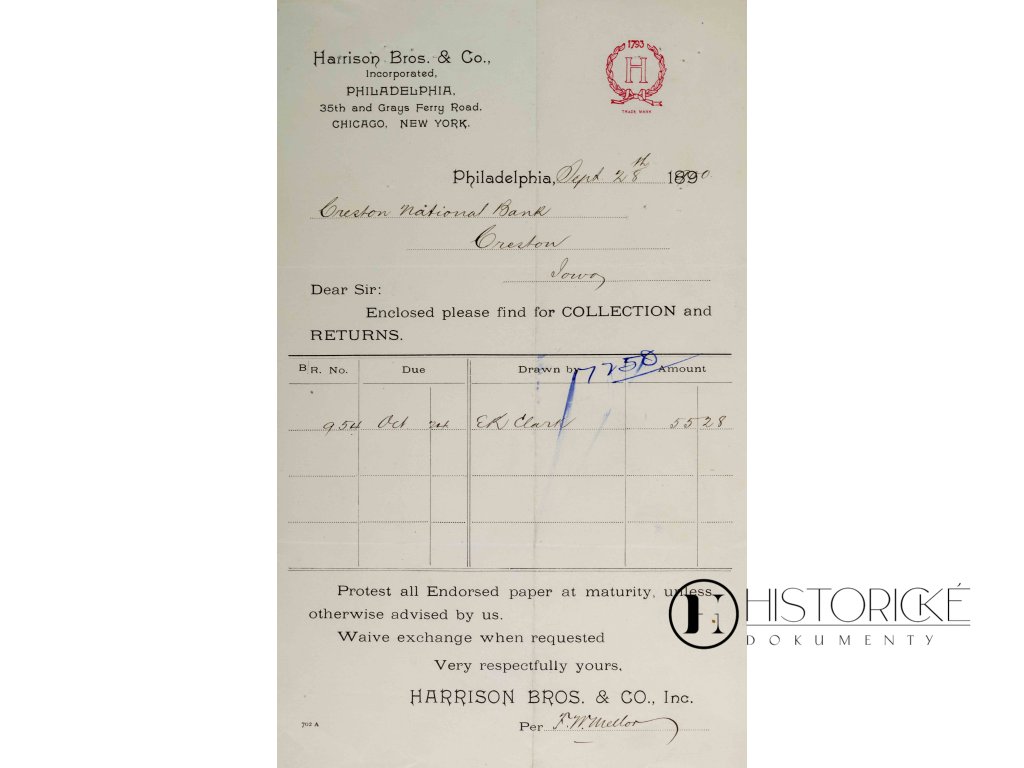 Harrison Bros. & Co.,
Incorporated,
PHILADELPHIA,
35th and Grays Ferry Road.
CHICAGO, NEW YORK.
1793
H
TRADE MARK
Philadelphia, Sept 28th 1890
Creston National Bank
Creston
Iowa
Dear Sir:
Enclosed please find for COLLECTION and
RETURNS.
BR. No. Due Drawn by Amount
954 Oct EK Clark 55 28
Protest all Endorsed paper at maturity, unless
otherwise advised by us.
Waive exchange when requested
Very respectfully yours,
HARRISON BROS. & CO., Inc.
702 A
Per F. W. Mellor
HISTORICKÉ
DOKUMENTY